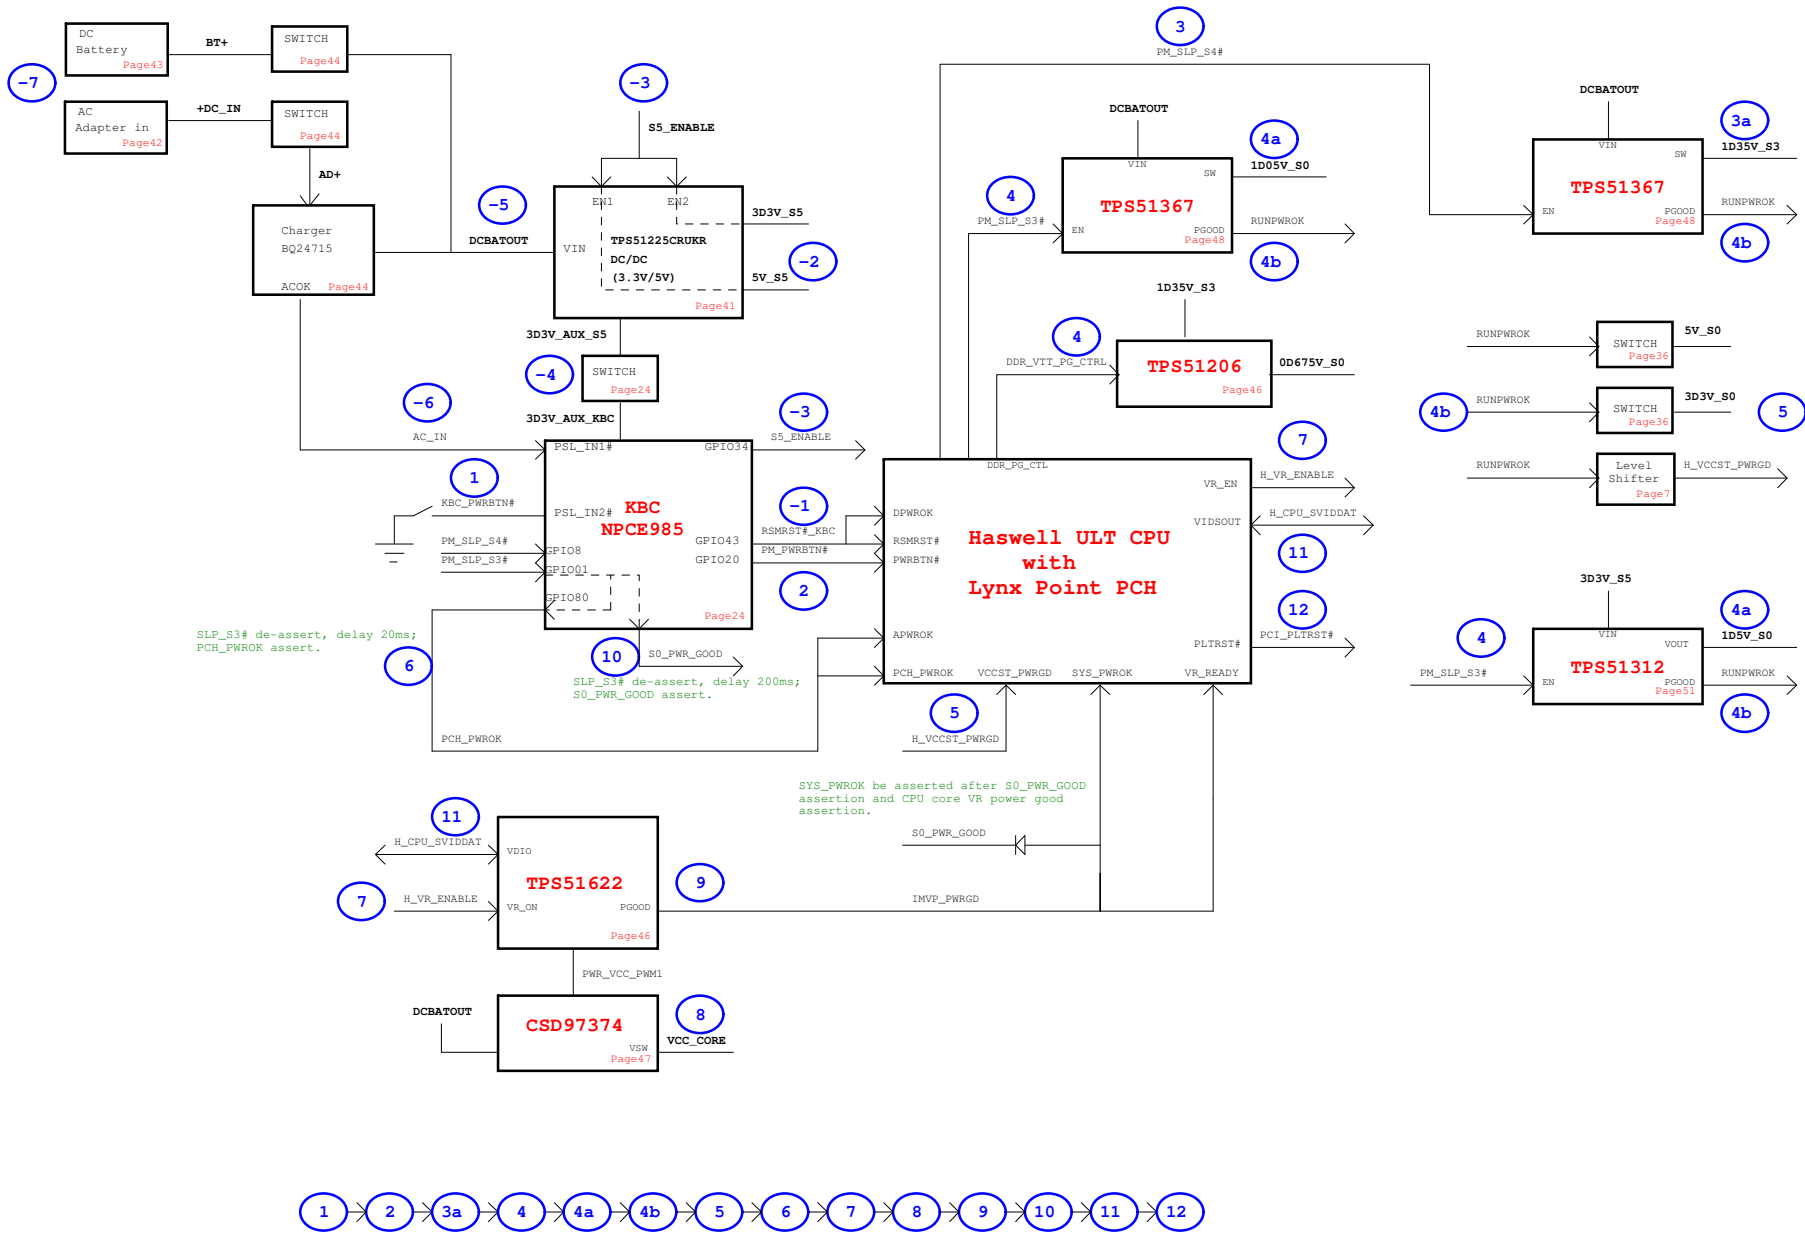 DC
Battery
Page43
BT+
SWITCH
Page44
-7
AC
Adapter in
Page42
+DC_IN
SWITCH
Page44
AD+
Charger
BQ24715
ACOK
Page44
-3
S5_ENABLE
-5
DCBATOUT
EN1
EN2
VIN
TPS51225CRUKR
DC/DC
(3.3V/5V)
Page41
3D3V_S5
-2
5V_S5
3D3V_AUX_S5
-4
SWITCH
Page24
3D3V_AUX_KBC
-6
AC_IN
1
KBC_PWRBTN#
PM_SLP_S4#
PM_SLP_S3#
PSL_IN1#
GPIO34
PSL_IN2#
KBC
NPCE985
GPIO43
GPIO8
GPIO20
GPIO01
GPIO80
Page24
-3
S5_ENABLE
-1
RSMRST#_KBC
PM_PWRBTN#
2
SLP_S3# de-assert, delay 20ms;
PCH_PWROK assert.
6
10
S0_PWR_GOOD
SLP_S3# de-assert, delay 200ms;
S0_PWR_GOOD assert.
PCH_PWROK
3
PM_SLP_S4#
DCBATOUT
4
PM_SLP_S3#
VIN
SW
TPS51367
EN
PGOOD
Page48
4a
1D05V_S0
RUNPWROK
4b
1D35V_S3
4
DDR_VTT_PG_CTRL
TPS51206
Page46
0D675V_S0
DCBATOUT
VIN
SW
TPS51367
EN
PGOOD
Page48
3a
1D35V_S3
RUNPWROK
4b
RUNPWROK
SWITCH
Page36
5V_S0
4b
RUNPWROK
SWITCH
Page36
3D3V_S0
5
RUNPWROK
Level
Shifter
Page7
H_VCCST_PWRGD
DDR_PG_CTL
VR_EN
DPWROK
VIDSOUT
RSMRST#
PWRBTN#
Haswell ULT CPU
with
Lynx Point PCH
APWROK
PLTRST#
PCH_PWROK
VCCST_PWRGD
SYS_PWROK
VR_READY
7
H_VR_ENABLE
H_CPU_SVIDDAT
11
12
PCI_PLTRST#
3D3V_S5
4
PM_SLP_S3#
VIN
VOUT
TPS51312
EN
PGOOD
Page51
4a
1D5V_S0
RUNPWROK
4b
5
H_VCCST_PWRGD
SYS_PWROK be asserted after S0_PWR_GOOD
assertion and CPU core VR power good
assertion.
S0_PWR_GOOD
11
H_CPU_SVIDDAT
7
H_VR_ENABLE
VDIO
TPS51622
VR_ON
PGOOD
Page46
9
IMVP_PWRGD
PWR_VCC_PWM1
DCBATOUT
CSD97374
VSW
Page47
8
VCC_CORE
1 2 3a 4 4a 4b 5 6 7 8 9 10 11 12